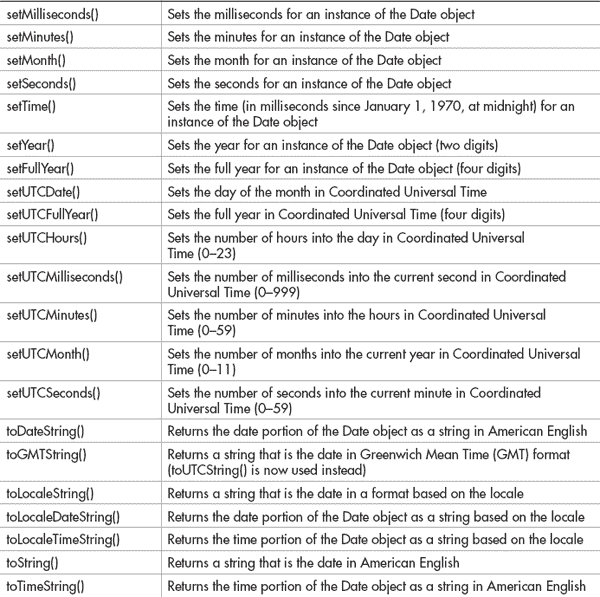 setMilliseconds() Sets the milliseconds for an instance of the Date object
setMinutes() Sets the minutes for an instance of the Date object
setMonth() Sets the month for an instance of the Date object
setSeconds() Sets the seconds for an instance of the Date object
setTime() Sets the time (in milliseconds since January 1, 1970, at midnight) for an
instance of the Date object
setYear() Sets the year for an instance of the Date object (two digits)
setFullYear() Sets the full year for an instance of the Date object (four digits)
setUTCDate() Sets the day of the month in Coordinated Universal Time
setUTCFullYear() Sets the full year in Coordinated Universal Time (four digits)
setUTCHours() Sets the number of hours into the day in Coordinated Universal
Time (0–23)
setUTCMilliseconds() Sets the number of milliseconds into the current second in Coordinated
Universal Time (0–999)
setUTCMinutes() Sets the number of minutes into the hours in Coordinated Universal
Time (0–59)
setUTCMonth() Sets the number of months into the current year in Coordinated Universal
Time (0–11)
setUTCSeconds() Sets the number of seconds into the current minute in Coordinated
Universal Time (0–59)
toDateString() Returns the date portion of the Date object as a string in American English
toGMTString() Returns a string that is the date in Greenwich Mean Time (GMT) format
(toUTCString() is now used instead)
toLocaleString() Returns a string that is the date in a format based on the locale
toLocaleDateString() Returns the date portion of the Date object as a string based on the locale
toLocaleTimeString() Returns the time portion of the Date object as a string based on the locale
toString() Returns a string that is the date in American English
toTimeString() Returns the time portion of the Date object as a string in American English